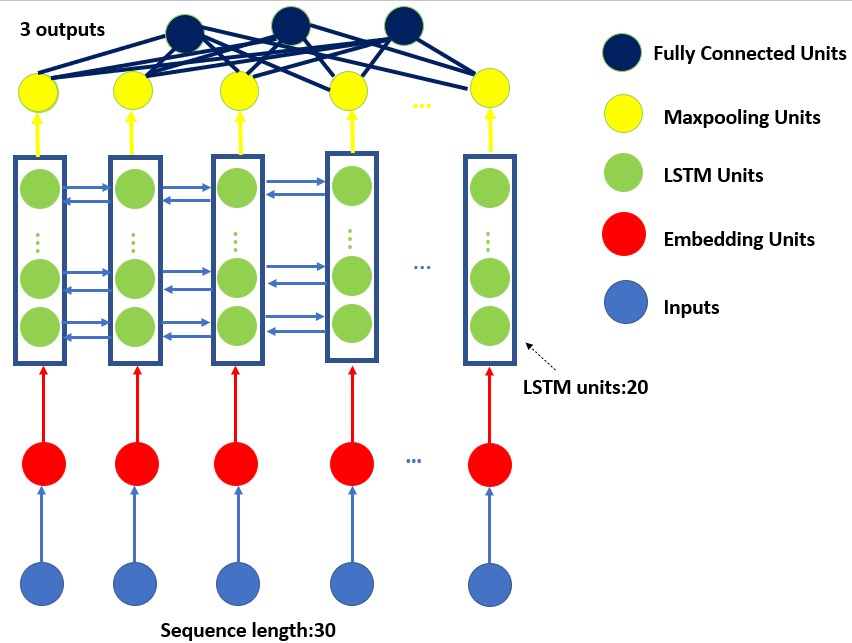 3 outputs
Fully Connected Units
Maxpooling Units
...
LSTM Units
Embedding Units
...
Inputs
LSTM units:20
...
Sequence length:30